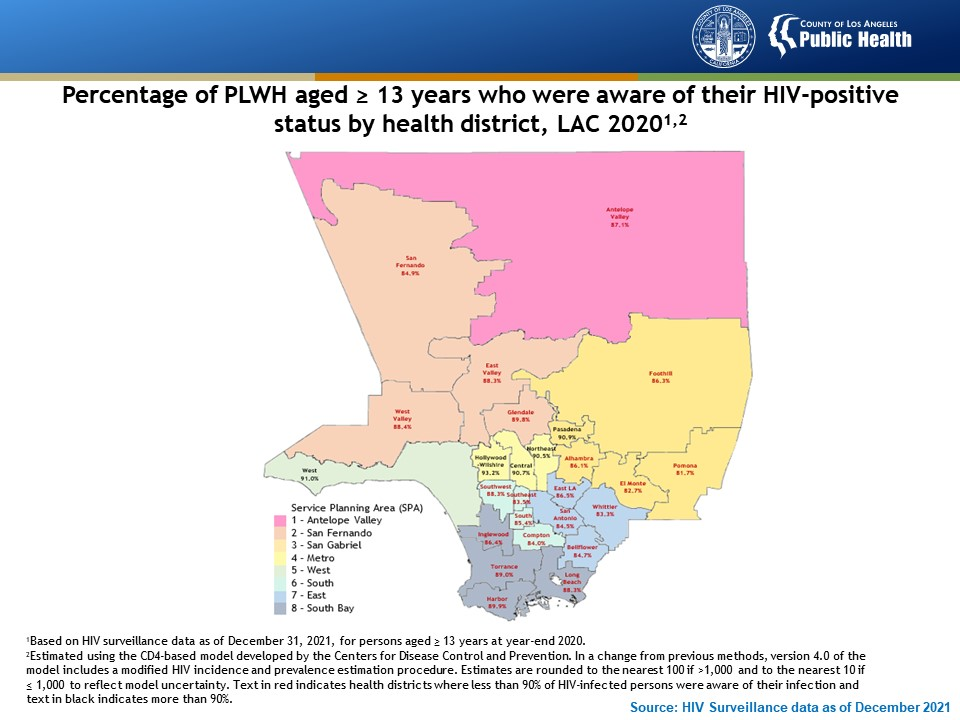 COUNTY OF LOS ANGELES
Public Health
Percentage of PLWH aged ≥ 13 years who were aware of their HIV-positive
status by health district, LAC 2020¹,²
Antelope
Valley
87.1%
San
Fernando
84.9%
East
Valley
88.3%
Foothill
86.3%
West
Valley
88.4%
Glendale
89.8%
Pasadena
90.9%
Northeast
90.5%
Hollywood
-Wilshire
93.2%
Central
90.7%
Alhambra
86.1%
Pomona
81.7%
West
91.0%
El Monte
82.7%
Southwest
88.3%
Southeast
83.5%
East LA
86.5%
Whittier
83.3%
San
Antonio
84.5%
South
85.4%
Inglewood
86.4%
Compton
84.0%
Bellflower
84.7%
Torrance
89.0%
Long
Beach
88.3%
Harbor
89.9%
Service Planning Area (SPA)
1 - Antelope Valley
2 - San Fernando
3 - San Gabriel
4 - Metro
5 - West
6 - South
7 - East
8 - South Bay
¹Based on HIV surveillance data as of December 31, 2021, for persons aged ≥ 13 years at year-end 2020.
²Estimated using the CD4-based model developed by the Centers for Disease Control and Prevention. In a change from previous methods, version 4.0 of the
model includes a modified HIV incidence and prevalence estimation procedure. Estimates are rounded to the nearest 100 if >1,000 and to the nearest 10 if
≤ 1,000 to reflect model uncertainty. Text in red indicates health districts where less than 90% of HIV-infected persons were aware of their infection and
text in black indicates more than 90%.
Source: HIV Surveillance data as of December 2021